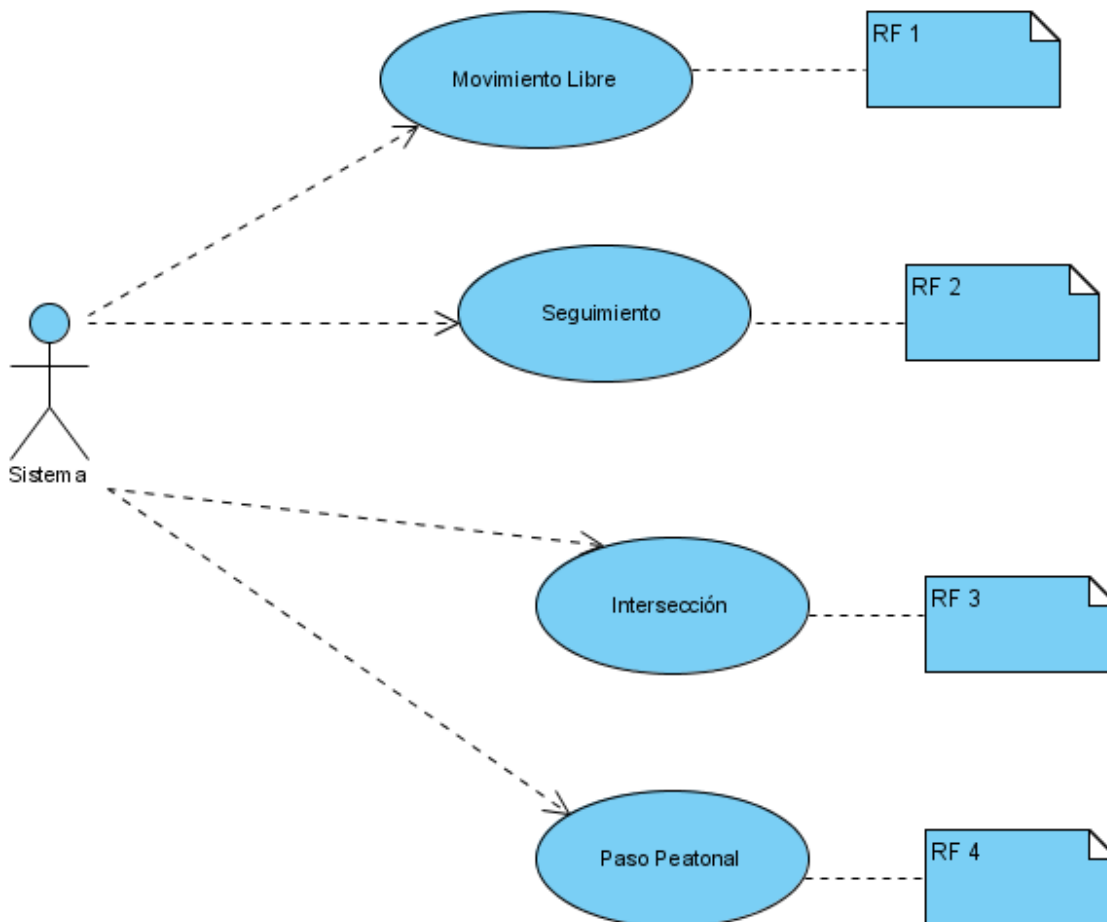 Movimiento Libre
RF 1
Seguimiento
RF 2
Sistema
Intersección
RF 3
Paso Peatonal
RF 4